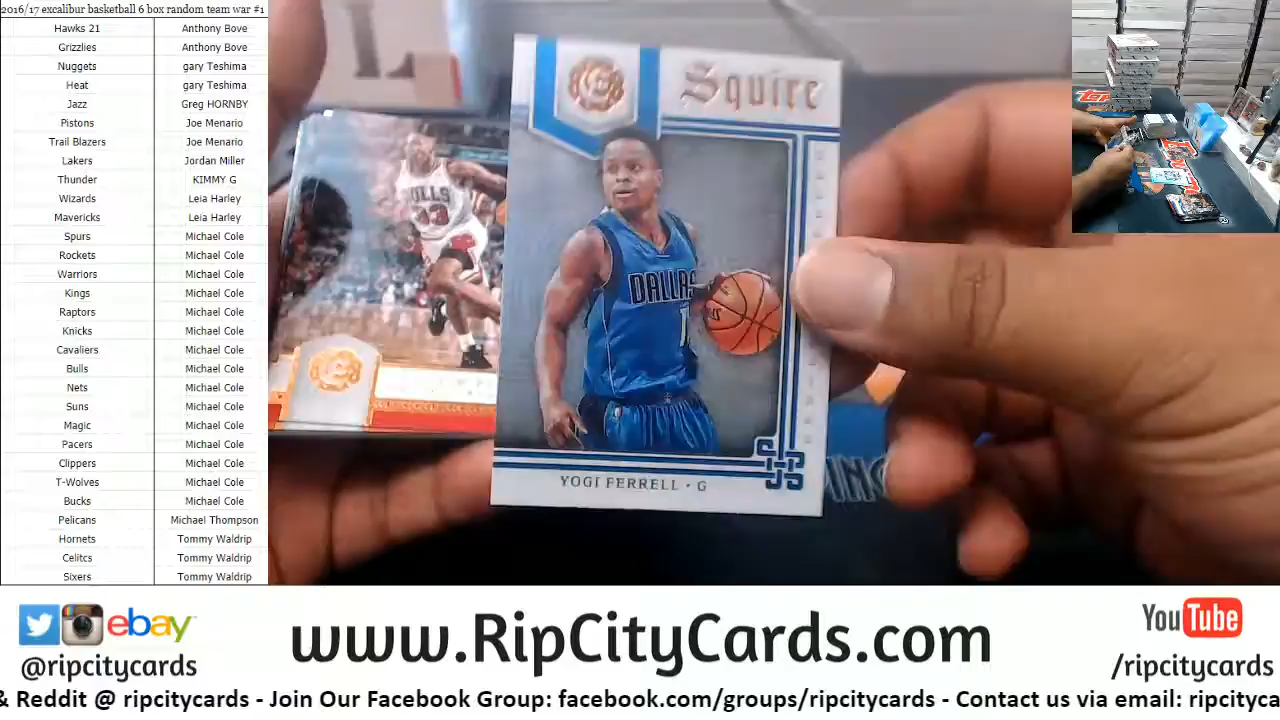 2016/17 excalibur basketball 6 box random team war #1
Hawks 21 Anthony Bove
Grizzlies Anthony Bove
Nuggets gary Teshima
Heat gary Teshima
Jazz Greg HORNBY
Pistons Joe Menario
Trail Blazers Joe Menario
Lakers Jordan Miller
Thunder KIMMY G
Wizards Leia Harley
Mavericks Leia Harley
Spurs Michael Cole
Rockets Michael Cole
Warriors Michael Cole
Kings Michael Cole
Raptors Michael Cole
Knicks Michael Cole
Cavaliers Michael Cole
Bulls Michael Cole
Nets Michael Cole
Suns Michael Cole
Magic Michael Cole
Pacers Michael Cole
Clippers Michael Cole
T-Wolves Michael Cole
Bucks Michael Cole
Pelicans Michael Thompson
Hornets Tommy Waldrip
Celitcs Tommy Waldrip
Sixers Tommy Waldrip
Squire
DALLAS
1
YOGI FERRELL • G
BULLS
33
ebay
@ripcitycards
www.RipCityCards.com
YouTube
/ripcitycards
& Reddit @ ripcitycards - Join Our Facebook Group: facebook.com/groups/ripcitycards - Contact us via email: ripcityca